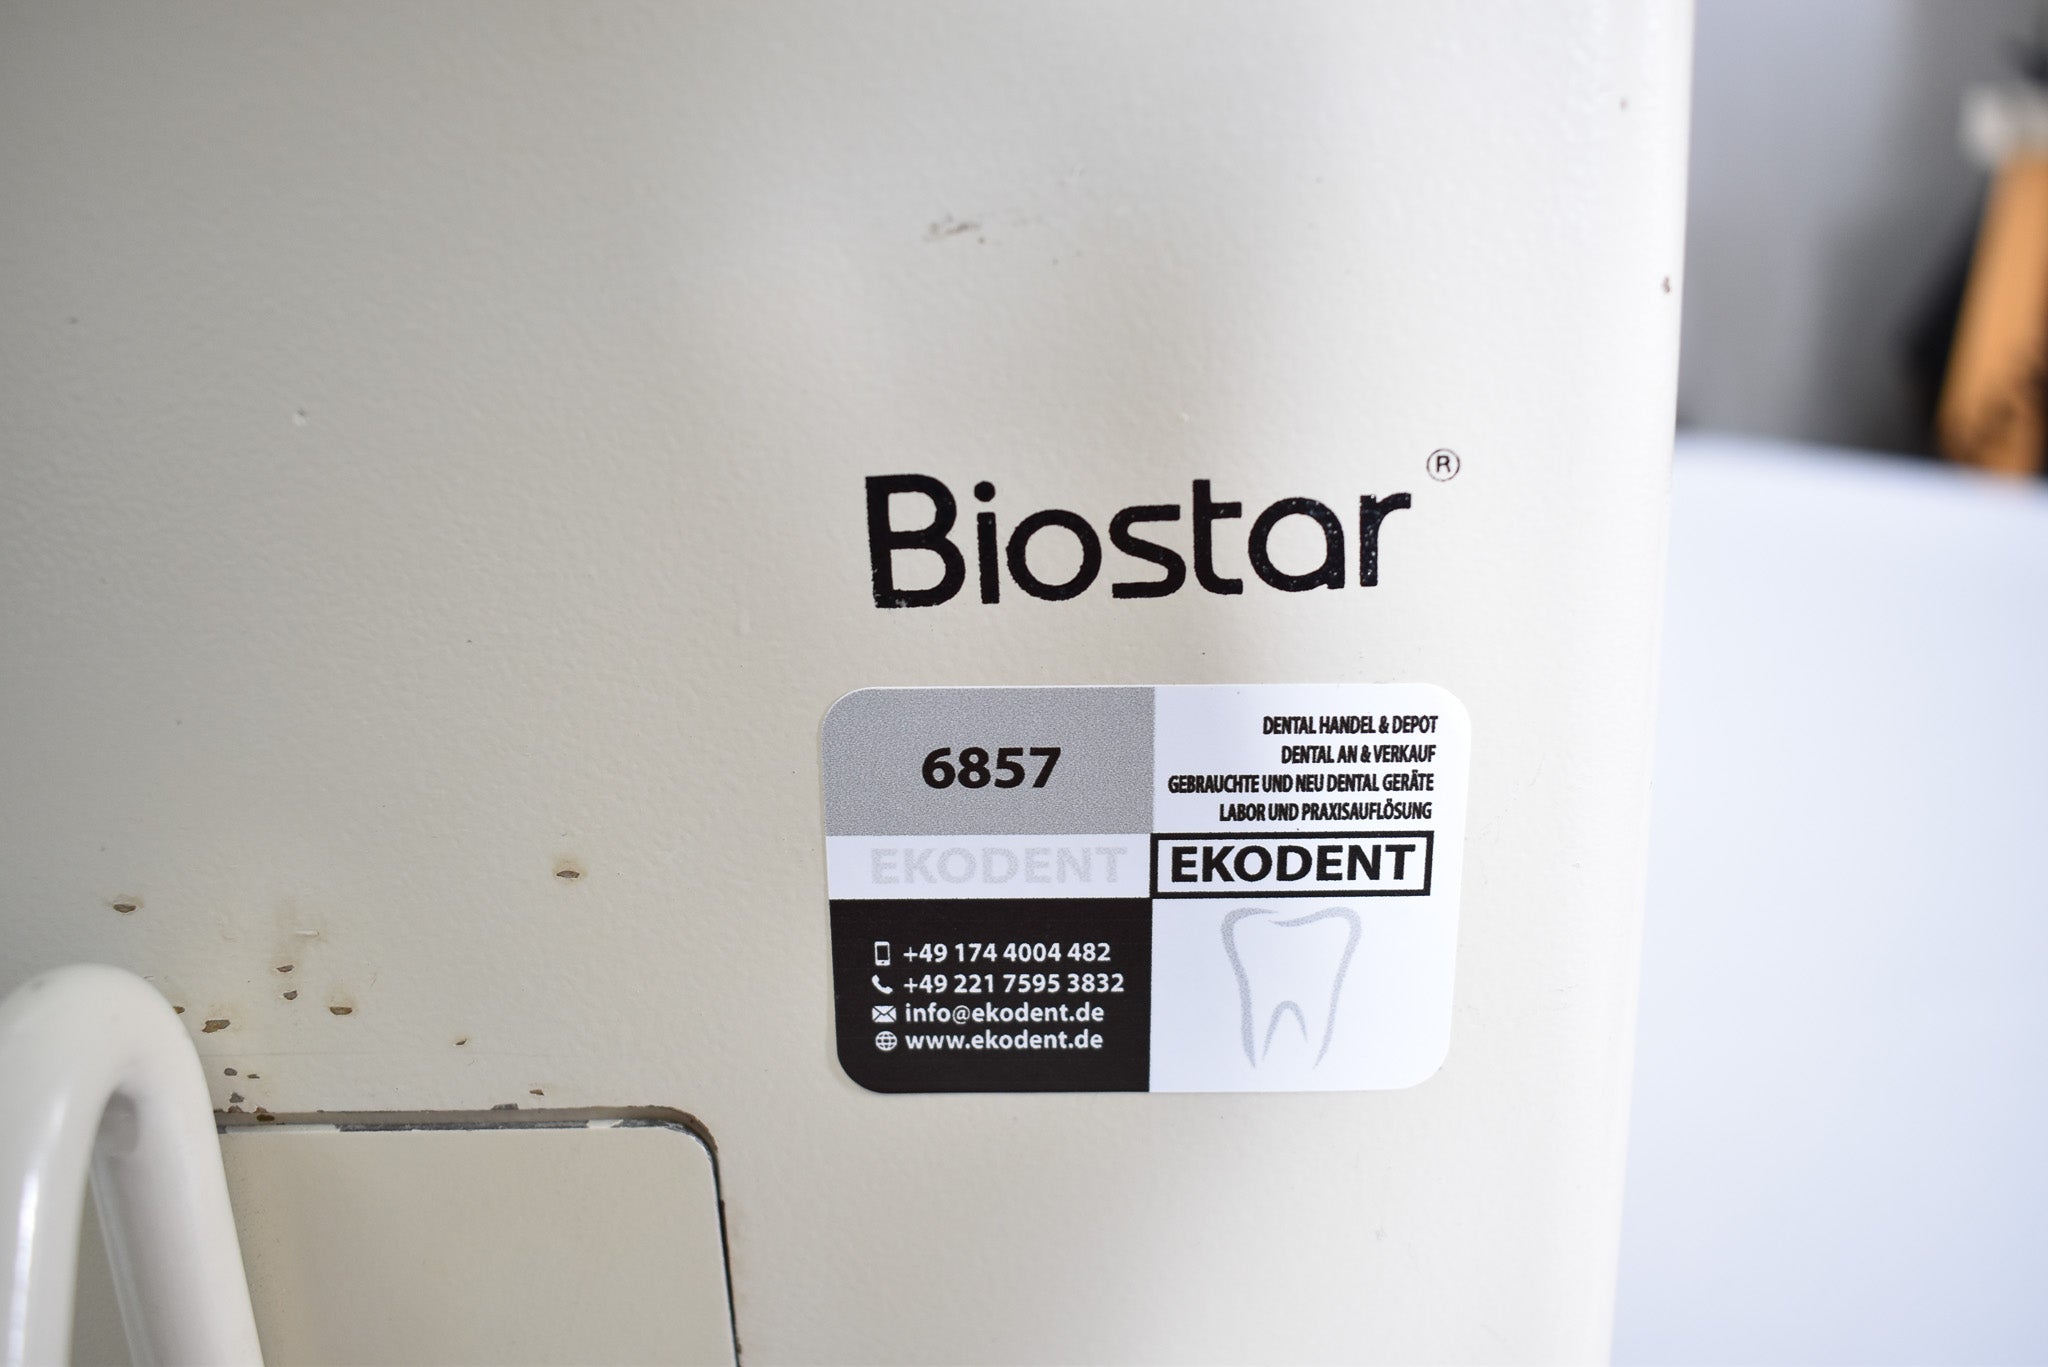 Biostar®
6857
DENTAL HANDEL & DEPOT
DENTAL AN & VERKAUF
GEBRAUCHTE UND NEU DENTAL GERÄTE
LABOR UND PRAXISAUFLÖSUNG
EKODENT
EKODENT
+49 174 4004 482
+49 221 7595 3832
info@ekodent.de
www.ekodent.de